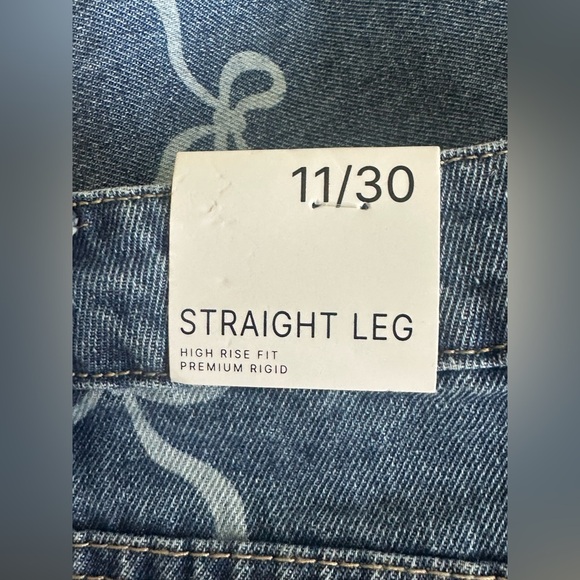 11/30
STRAIGHT LEG
HIGH RISE FIT
PREMIUM RIGID